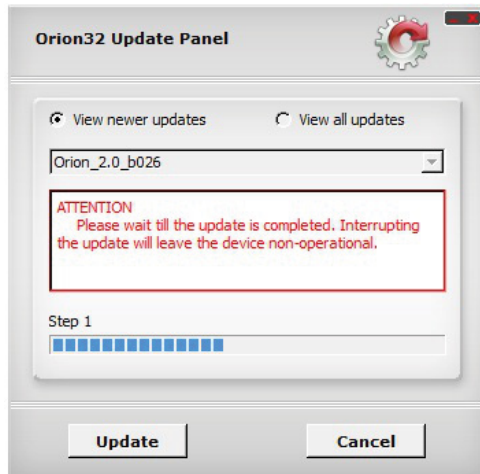 Orion32 Update Panel
View newer updates
View all updates
Orion_2.0_b026
ATTENTION
Please wait till the update is completed. Interrupting
the update will leave the device non-operational.
Step 1
Update
Cancel